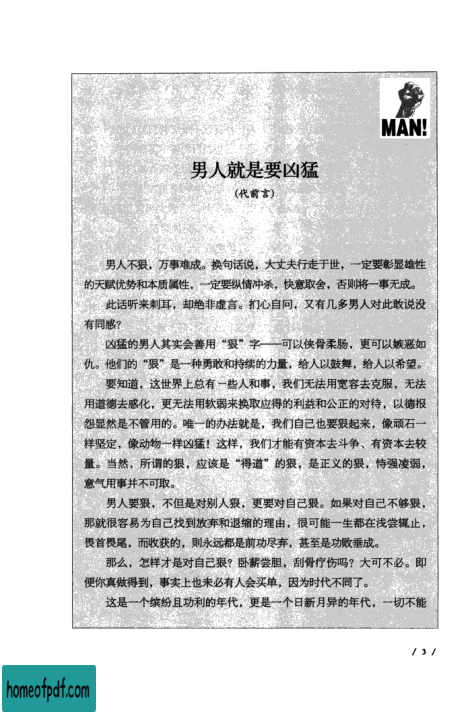 MAN!
男人就是要凶猛
(代前言)
男人不狠，万事难成。换句话说，大丈夫行走于世，一定要彰显雄性
的天赋优势和本质属性，一定要纵情冲杀，快意取舍，否则将一事无成。
此话听来刺耳，却绝非虚言。扪心自问，又有几多男人对此敢说没
有同感？
凶猛的男人其实会善用“狠”字——可以侠骨柔肠，更可以嫉恶如
仇。他们的“狠”是一种勇敢和持续的力量，给人以鼓舞，给人以希望。
要知道，这世界上总有一些人和事，我们无法用宽容去克服，无法
用道德去感化，更无法用软弱来换取应得的利益和公正的对待，以德报
怨显然是不管用的。唯一的办法就是，我们自己也要狠起来，像顽石一
样坚定，像动物一样凶猛！这样，我们才能有资本去斗争、有资本去较
量。当然，所谓的狠，应该是“得道”的狠，是正义的狠，恃强凌弱，
意气用事并不可取。
男人要狠，不但是对别人狠，更要对自己狠。如果对自己不够狠，
那就很容易为自己找到放弃和退缩的理由，很可能一生都在浅尝辄止，
畏首畏尾，而收获的，则永远都是前功尽弃，甚至是功败垂成。
那么，怎样才是对自己狠？卧薪尝胆，刮骨疗伤吗？大可不必。即
便你真做得到，事实上也未必有人会买单，因为时代不同了。
这是一个缤纷且功利的年代，更是一个日新月异的年代，一切不能
/ 3 /
homeofpdf.com